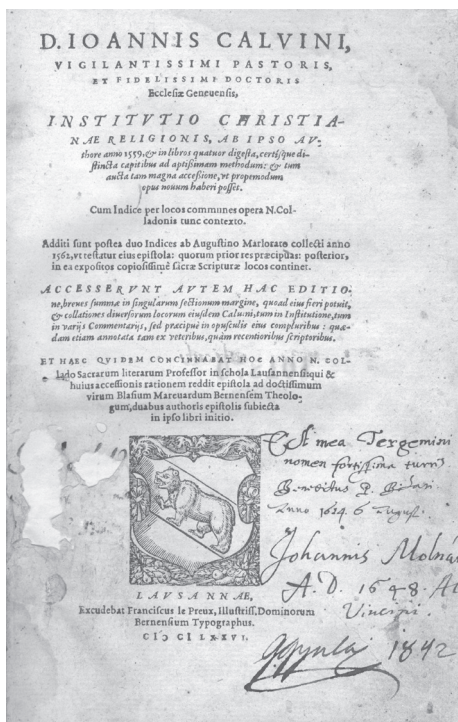 D. IOANNIS CALVINI,
VIGILANTISSIMI PASTORIS,
ET FIDELISSIMI DOCTORIS
Ecclesiæ Geneuensis,
INSTITVTIO CHRISTIA-
NAE RELIGIONIS, AB IPSO AV-
thore anno 1559, & in libros quatuor digesta, certisque di-
stincta capitibus ad aptissimam methodum: & tum
aucta tam magna accessione, vt propemodum
opus nouum haberi possit.
Cum Indice per locos communes opera N. Col-
ladonis tunc contexto.
Additi sunt postea duo Indices ab Augustino Marlorato collecti anno
1562, vt testatur eius epistola: quorum prior res præcipuas: posterior,
in ea expositos copiosissimè sacræ Scripturæ locos continet.
ACCESSERVNT AVTEM HAC EDITIO-
ne, breues summæ in singularum sectionum margine, quoad eius fieri potuit,
& collationes diuersorum locorum eiusdem Caluini, tum in Institutione, tum
in varijs Commentarijs, sed præcipuè in opusculis eius compluribus: quæ-
dam etiam annotata tam ex veteribus, quàm recentioribus scriptoribus.
ET HAEC QVIDEM CONCINNABAT HOC ANNO N. COL-
lado Sacrarum literarum Professor in schola Lausannensi: qui &
huius accessionis rationem reddit epistola ad doctissimum
virum Blasium Marcuardum Bernensem Theolo-
gum, duabus authoris epistolis subiecta
in ipso libri initio.
Est mea Tergemini
nomen fortissima turris
Anno 1624. 6
Johannis Molnár
A. D. 1648.
LAVSANNAE,
Excudebat Franciscus le Preux, Illustriss. Dominorum
Bernensium Typographus.
CIↃ CI LXXVI.
1842